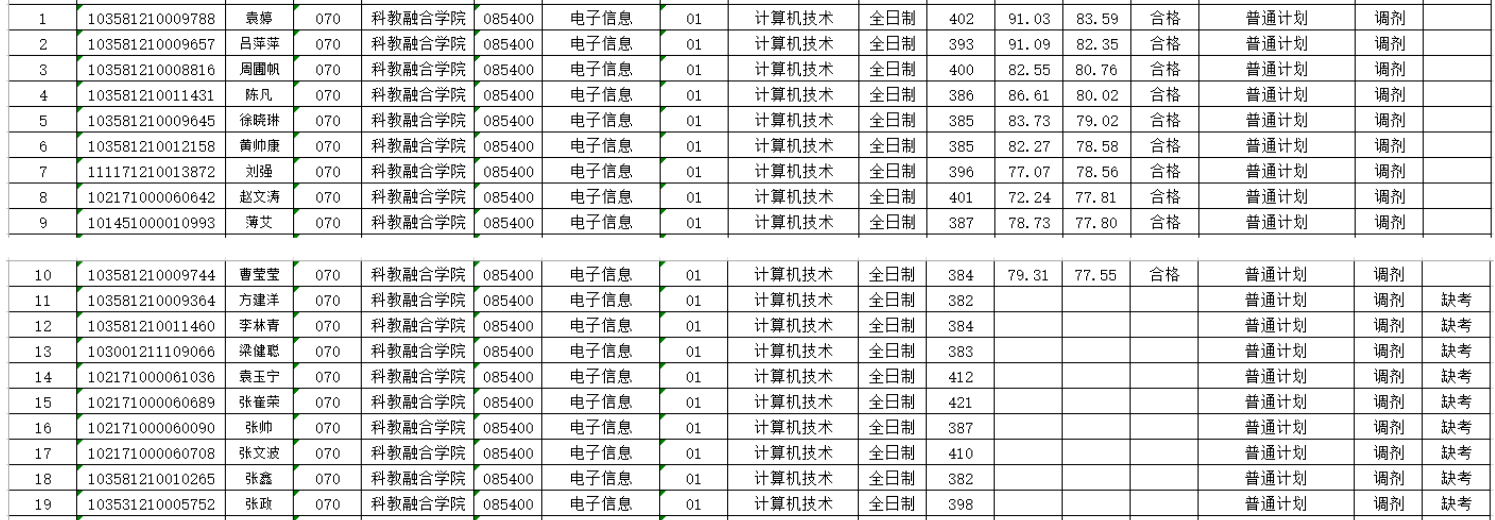 1 103581210009788 袁婷 070 科教融合学院 085400 电子信息 01 计算机技术 全日制 402 91.03 83.59 合格 普通计划 调剂
2 103581210009657 吕萍萍 070 科教融合学院 085400 电子信息 01 计算机技术 全日制 393 91.09 82.35 合格 普通计划 调剂
3 103581210008816 周圃帆 070 科教融合学院 085400 电子信息 01 计算机技术 全日制 400 82.55 80.76 合格 普通计划 调剂
4 103581210011431 陈凡 070 科教融合学院 085400 电子信息 01 计算机技术 全日制 386 86.61 80.02 合格 普通计划 调剂
5 103581210009645 徐晓琳 070 科教融合学院 085400 电子信息 01 计算机技术 全日制 385 83.73 79.02 合格 普通计划 调剂
6 103581210012158 黄帅康 070 科教融合学院 085400 电子信息 01 计算机技术 全日制 385 82.27 78.58 合格 普通计划 调剂
7 111171210013872 刘强 070 科教融合学院 085400 电子信息 01 计算机技术 全日制 396 77.07 78.56 合格 普通计划 调剂
8 102171000060642 赵文涛 070 科教融合学院 085400 电子信息 01 计算机技术 全日制 401 72.24 77.81 合格 普通计划 调剂
9 101451000010993 薄艾 070 科教融合学院 085400 电子信息 01 计算机技术 全日制 387 78.73 77.80 合格 普通计划 调剂
10 103581210009744 曹莹莹 070 科教融合学院 085400 电子信息 01 计算机技术 全日制 384 79.31 77.55 合格 普通计划 调剂
11 103581210009364 方建洋 070 科教融合学院 085400 电子信息 01 计算机技术 全日制 382 普通计划 调剂 缺考
12 103581210011460 李林青 070 科教融合学院 085400 电子信息 01 计算机技术 全日制 384 普通计划 调剂 缺考
13 103001211109066 梁健聪 070 科教融合学院 085400 电子信息 01 计算机技术 全日制 383 普通计划 调剂 缺考
14 102171000061036 袁玉宁 070 科教融合学院 085400 电子信息 01 计算机技术 全日制 412 普通计划 调剂 缺考
15 102171000060689 张崔荣 070 科教融合学院 085400 电子信息 01 计算机技术 全日制 421 普通计划 调剂 缺考
16 102171000060090 张帅 070 科教融合学院 085400 电子信息 01 计算机技术 全日制 387 普通计划 调剂 缺考
17 102171000060708 张文波 070 科教融合学院 085400 电子信息 01 计算机技术 全日制 410 普通计划 调剂 缺考
18 103581210010265 张鑫 070 科教融合学院 085400 电子信息 01 计算机技术 全日制 382 普通计划 调剂 缺考
19 103531210005752 张政 070 科教融合学院 085400 电子信息 01 计算机技术 全日制 398 普通计划 调剂 缺考